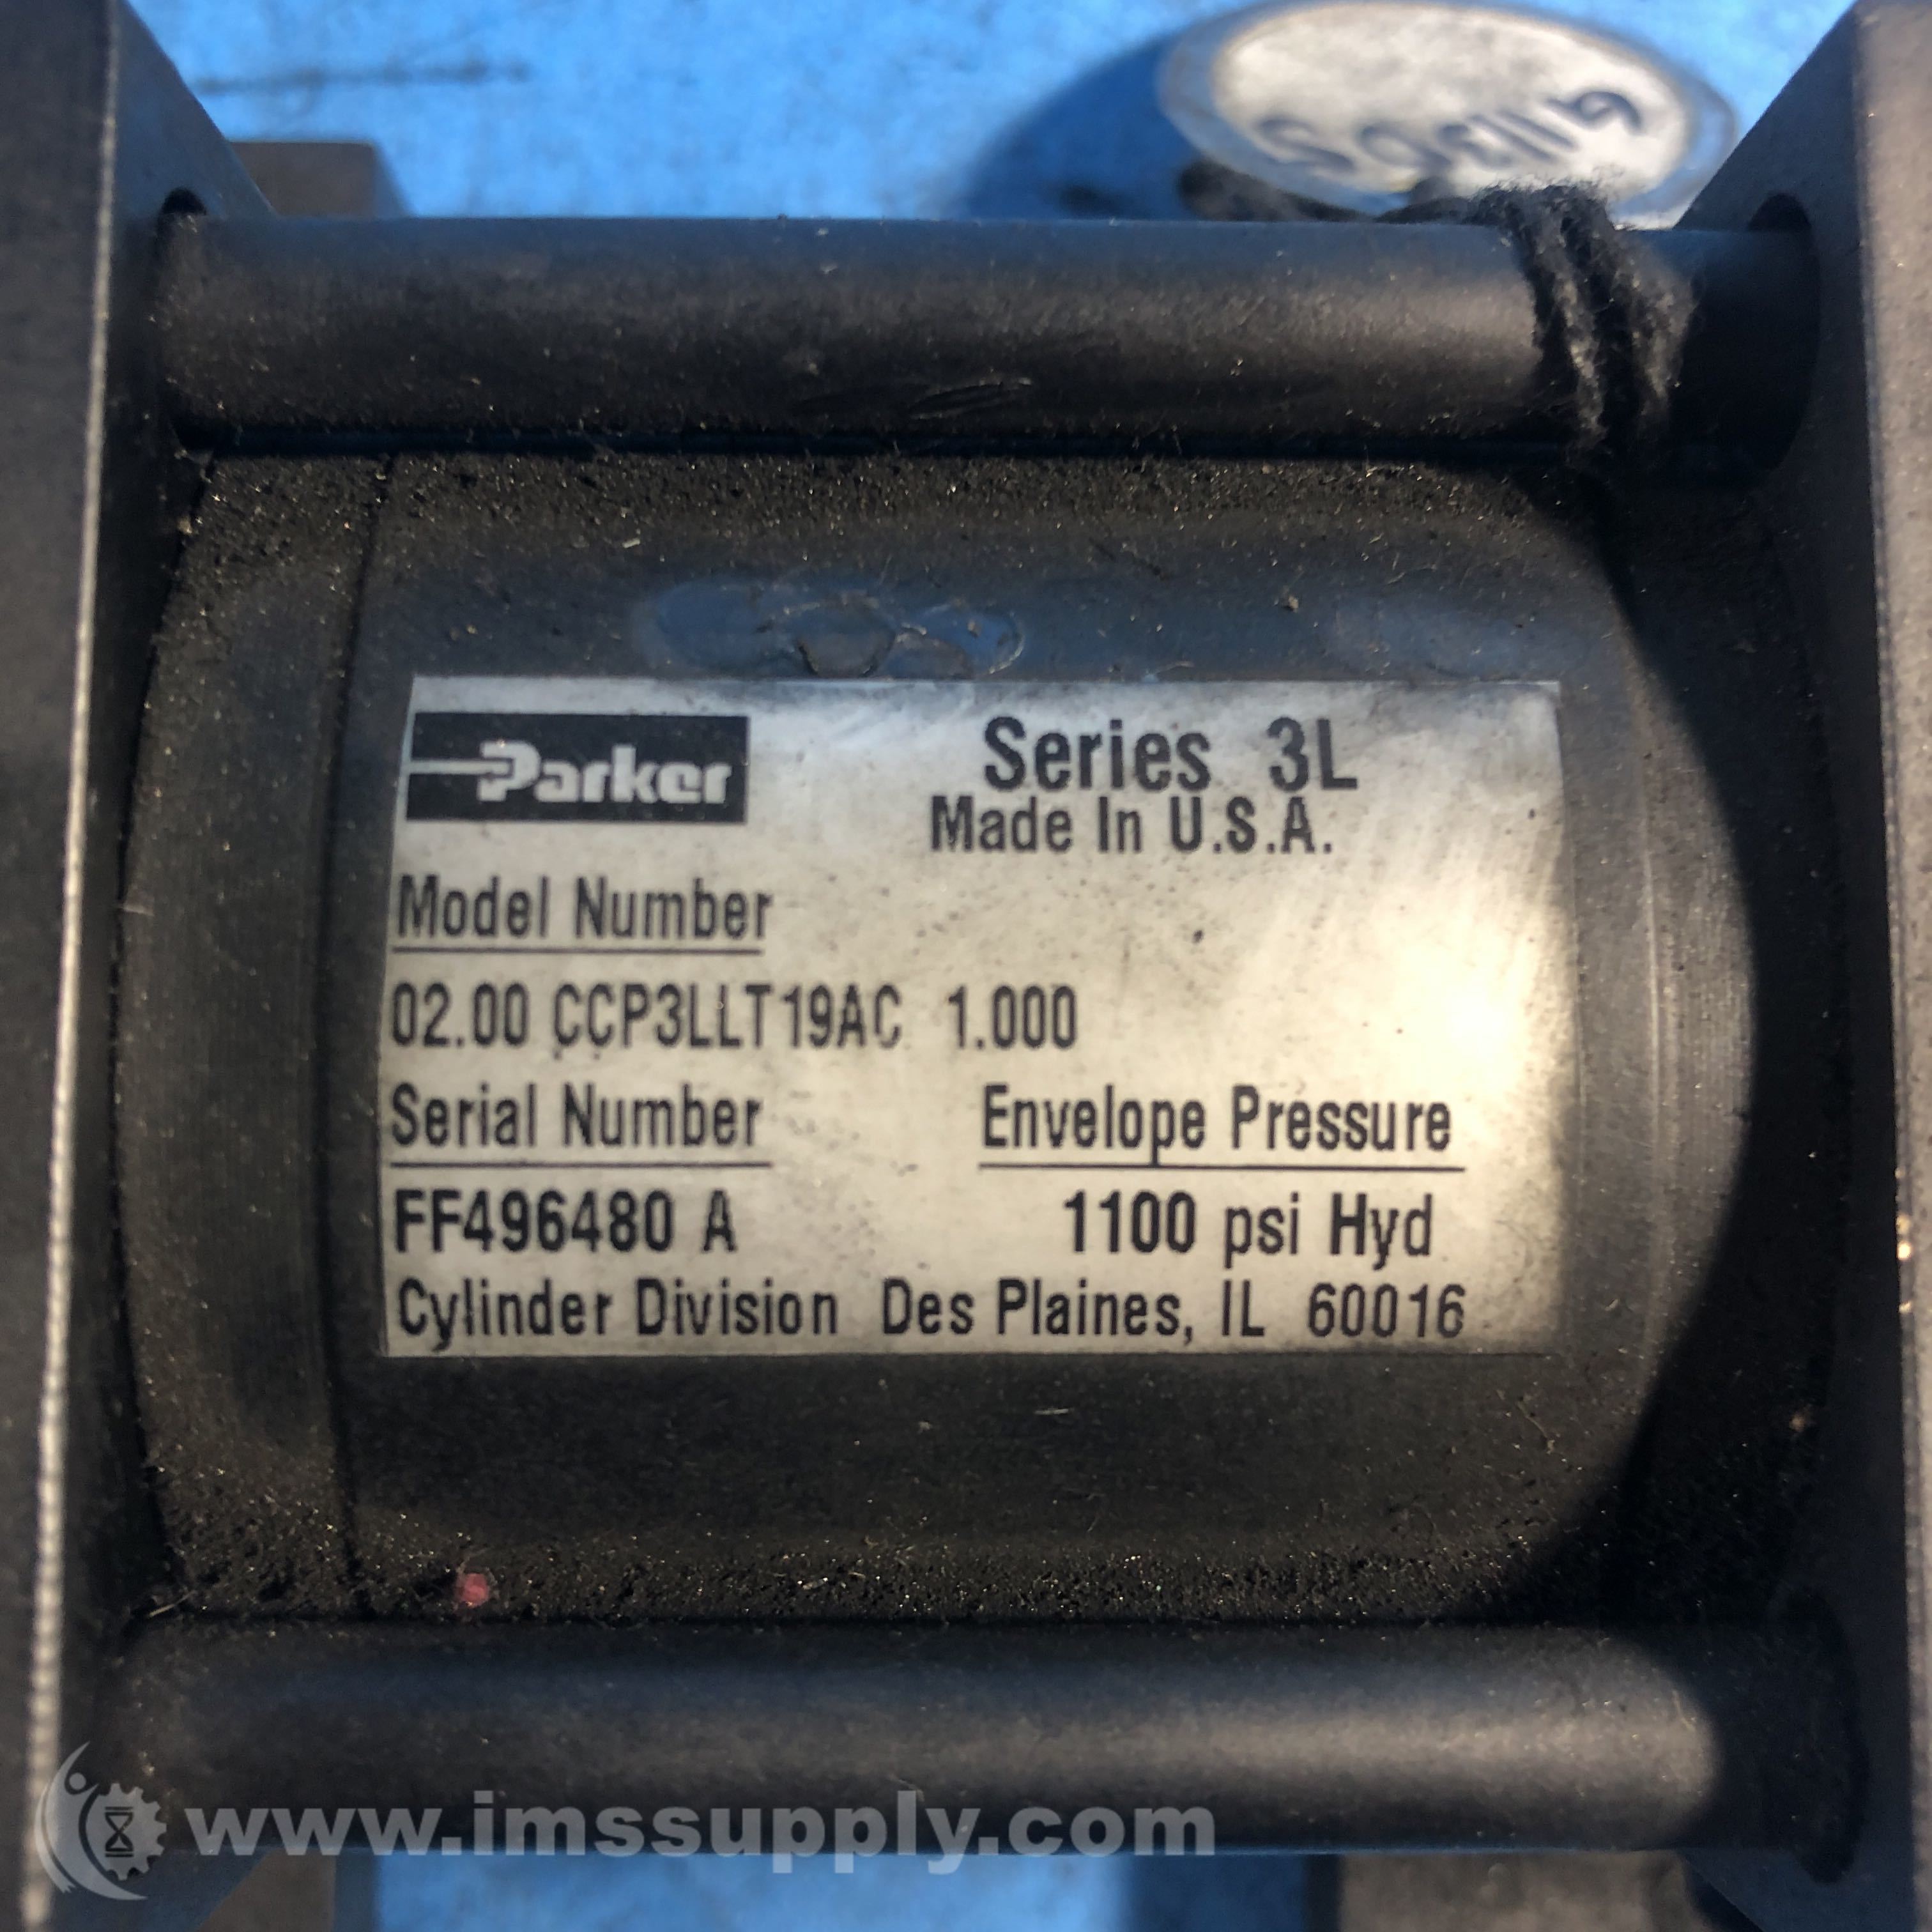 Parker
Series 3L
Made In U.S.A.
Model Number
02.00 CCP3LLT19AC 1.000
Serial Number
Envelope Pressure
FF496480 A
1100 psi Hyd
Cylinder Division Des Plaines, IL 60016
www.imssupply.com